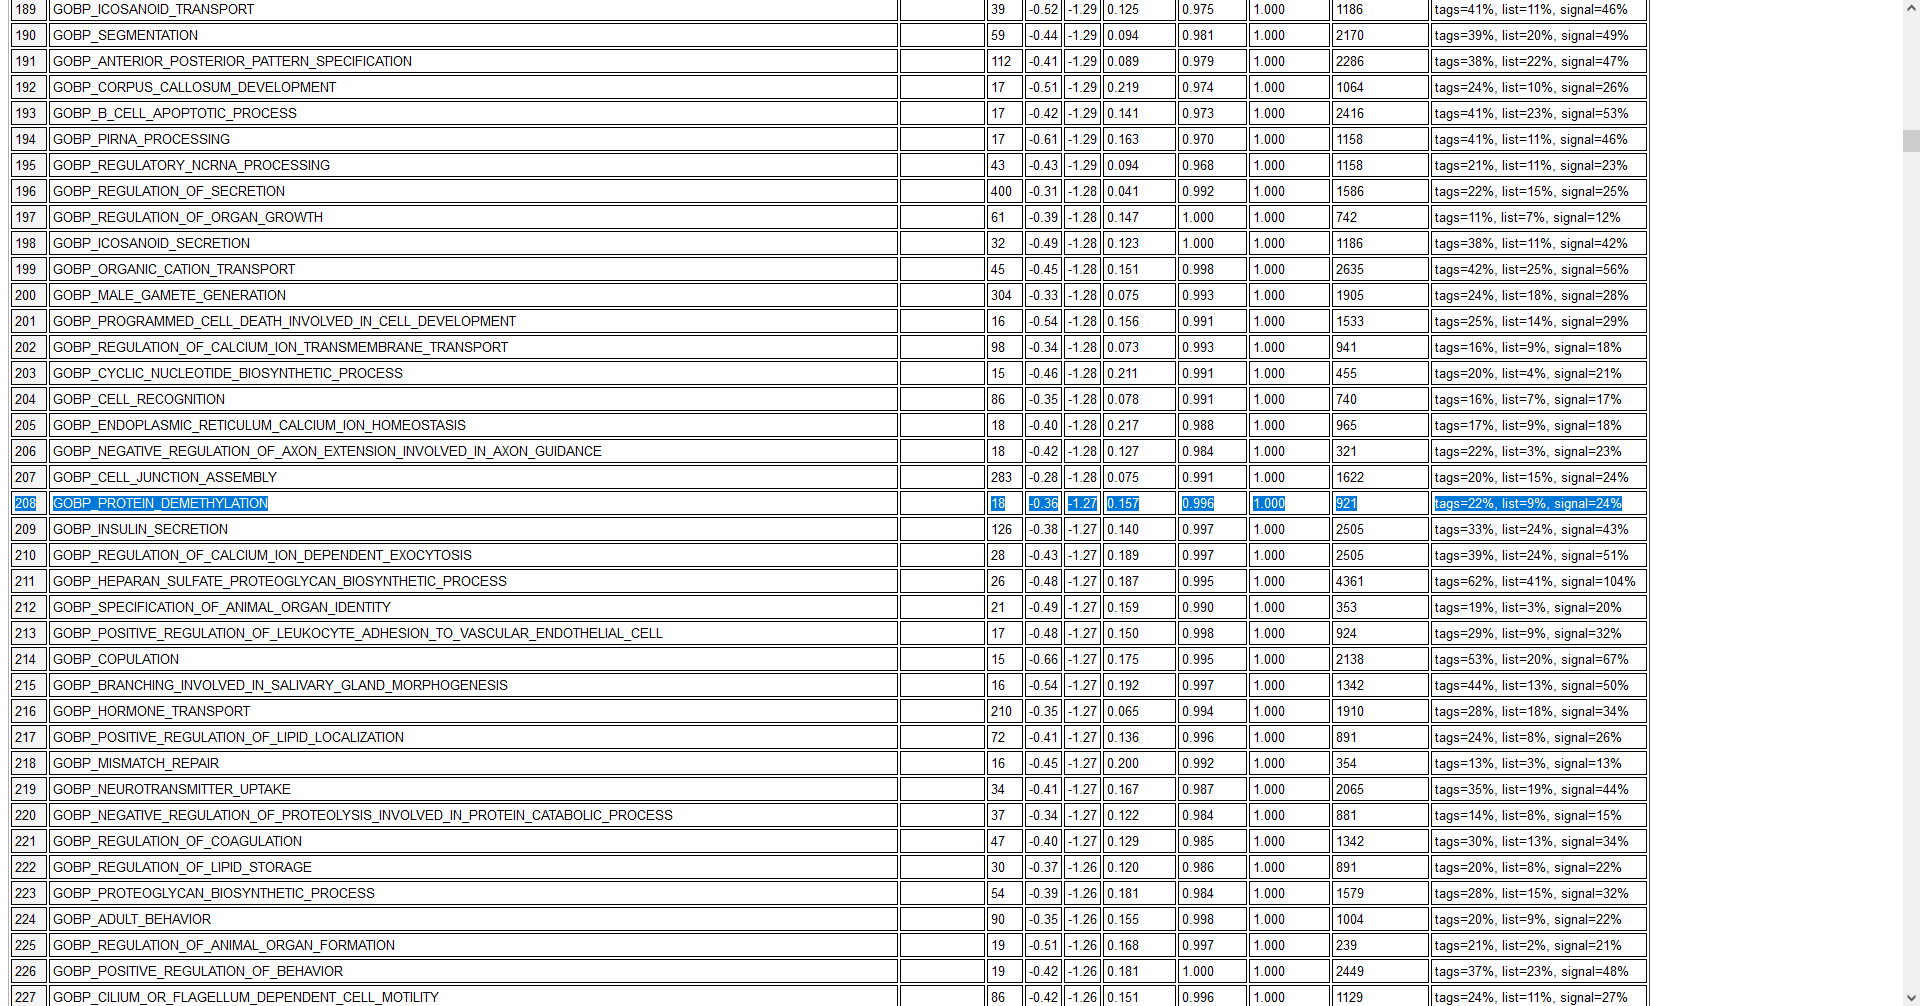 189 GOBP_ICOSANOID_TRANSPORT 39 -0.52 -1.29 0.125 0.975 1.000 1186 tags=41%, list=11%, signal=46%
190 GOBP_SEGMENTATION 59 -0.44 -1.29 0.094 0.981 1.000 2170 tags=39%, list=20%, signal=49%
191 GOBP_ANTERIOR_POSTERIOR_PATTERN_SPECIFICATION 112 -0.41 -1.29 0.089 0.979 1.000 2286 tags=38%, list=22%, signal=47%
192 GOBP_CORPUS_CALLOSUM_DEVELOPMENT 17 -0.51 -1.29 0.219 0.974 1.000 1064 tags=24%, list=10%, signal=26%
193 GOBP_B_CELL_APOPTOTIC_PROCESS 17 -0.42 -1.29 0.141 0.973 1.000 2416 tags=41%, list=23%, signal=53%
194 GOBP_PIRNA_PROCESSING 17 -0.61 -1.29 0.163 0.970 1.000 1158 tags=41%, list=11%, signal=46%
195 GOBP_REGULATORY_NCRNA_PROCESSING 43 -0.43 -1.29 0.094 0.968 1.000 1158 tags=21%, list=11%, signal=23%
196 GOBP_REGULATION_OF_SECRETION 400 -0.31 -1.28 0.041 0.992 1.000 1586 tags=22%, list=15%, signal=25%
197 GOBP_REGULATION_OF_ORGAN_GROWTH 61 -0.39 -1.28 0.147 1.000 1.000 742 tags=11%, list=7%, signal=12%
198 GOBP_ICOSANOID_SECRETION 32 -0.49 -1.28 0.123 1.000 1.000 1186 tags=38%, list=11%, signal=42%
199 GOBP_ORGANIC_CATION_TRANSPORT 45 -0.45 -1.28 0.151 0.998 1.000 2635 tags=42%, list=25%, signal=56%
200 GOBP_MALE_GAMETE_GENERATION 304 -0.33 -1.28 0.075 0.993 1.000 1905 tags=24%, list=18%, signal=28%
201 GOBP_PROGRAMMED_CELL_DEATH_INVOLVED_IN_CELL_DEVELOPMENT 16 -0.54 -1.28 0.156 0.991 1.000 1533 tags=25%, list=14%, signal=29%
202 GOBP_REGULATION_OF_CALCIUM_ION_TRANSMEMBRANE_TRANSPORT 98 -0.34 -1.28 0.073 0.993 1.000 941 tags=16%, list=9%, signal=18%
203 GOBP_CYCLIC_NUCLEOTIDE_BIOSYNTHETIC_PROCESS 15 -0.46 -1.28 0.211 0.991 1.000 455 tags=20%, list=4%, signal=21%
204 GOBP_CELL_RECOGNITION 86 -0.35 -1.28 0.078 0.991 1.000 740 tags=16%, list=7%, signal=17%
205 GOBP_ENDOPLASMIC_RETICULUM_CALCIUM_ION_HOMEOSTASIS 18 -0.40 -1.28 0.217 0.988 1.000 965 tags=17%, list=9%, signal=18%
206 GOBP_NEGATIVE_REGULATION_OF_AXON_EXTENSION_INVOLVED_IN_AXON_GUIDANCE 18 -0.42 -1.28 0.127 0.984 1.000 321 tags=22%, list=3%, signal=23%
207 GOBP_CELL_JUNCTION_ASSEMBLY 283 -0.28 -1.28 0.075 0.991 1.000 1622 tags=20%, list=15%, signal=24%
208 GOBP_PROTEIN_DEMETHYLATION 18 -0.36 -1.27 0.157 0.996 1.000 921 tags=22%, list=9%, signal=24%
209 GOBP_INSULIN_SECRETION 126 -0.38 -1.27 0.140 0.997 1.000 2505 tags=33%, list=24%, signal=43%
210 GOBP_REGULATION_OF_CALCIUM_ION_DEPENDENT_EXOCYTOSIS 28 -0.43 -1.27 0.189 0.997 1.000 2505 tags=39%, list=24%, signal=51%
211 GOBP_HEPARAN_SULFATE_PROTEOGLYCAN_BIOSYNTHETIC_PROCESS 26 -0.48 -1.27 0.187 0.995 1.000 4361 tags=62%, list=41%, signal=104%
212 GOBP_SPECIFICATION_OF_ANIMAL_ORGAN_IDENTITY 21 -0.49 -1.27 0.159 0.990 1.000 353 tags=19%, list=3%, signal=20%
213 GOBP_POSITIVE_REGULATION_OF_LEUKOCYTE_ADHESION_TO_VASCULAR_ENDOTHELIAL_CELL 17 -0.48 -1.27 0.150 0.998 1.000 924 tags=29%, list=9%, signal=32%
214 GOBP_COPULATION 15 -0.66 -1.27 0.175 0.995 1.000 2138 tags=53%, list=20%, signal=67%
215 GOBP_BRANCHING_INVOLVED_IN_SALIVARY_GLAND_MORPHOGENESIS 16 -0.54 -1.27 0.192 0.997 1.000 1342 tags=44%, list=13%, signal=50%
216 GOBP_HORMONE_TRANSPORT 210 -0.35 -1.27 0.065 0.994 1.000 1910 tags=28%, list=18%, signal=34%
217 GOBP_POSITIVE_REGULATION_OF_LIPID_LOCALIZATION 72 -0.41 -1.27 0.136 0.996 1.000 891 tags=24%, list=8%, signal=26%
218 GOBP_MISMATCH_REPAIR 16 -0.45 -1.27 0.200 0.992 1.000 354 tags=13%, list=3%, signal=13%
219 GOBP_NEUROTRANSMITTER_UPTAKE 34 -0.41 -1.27 0.167 0.987 1.000 2065 tags=35%, list=19%, signal=44%
220 GOBP_NEGATIVE_REGULATION_OF_PROTEOLYSIS_INVOLVED_IN_PROTEIN_CATABOLIC_PROCESS 37 -0.34 -1.27 0.122 0.984 1.000 881 tags=14%, list=8%, signal=15%
221 GOBP_REGULATION_OF_COAGULATION 47 -0.40 -1.27 0.129 0.985 1.000 1342 tags=30%, list=13%, signal=34%
222 GOBP_REGULATION_OF_LIPID_STORAGE 30 -0.37 -1.26 0.120 0.986 1.000 891 tags=20%, list=8%, signal=22%
223 GOBP_PROTEOGLYCAN_BIOSYNTHETIC_PROCESS 54 -0.39 -1.26 0.181 0.984 1.000 1579 tags=28%, list=15%, signal=32%
224 GOBP_ADULT_BEHAVIOR 90 -0.35 -1.26 0.155 0.998 1.000 1004 tags=20%, list=9%, signal=22%
225 GOBP_REGULATION_OF_ANIMAL_ORGAN_FORMATION 19 -0.51 -1.26 0.168 0.997 1.000 239 tags=21%, list=2%, signal=21%
226 GOBP_POSITIVE_REGULATION_OF_BEHAVIOR 19 -0.42 -1.26 0.181 1.000 1.000 2449 tags=37%, list=23%, signal=48%
227 GOBP_CILIUM_OR_FLAGELLUM_DEPENDENT_CELL_MOTILITY 86 -0.42 -1.26 0.151 0.996 1.000 1129 tags=24%, list=11%, signal=27%